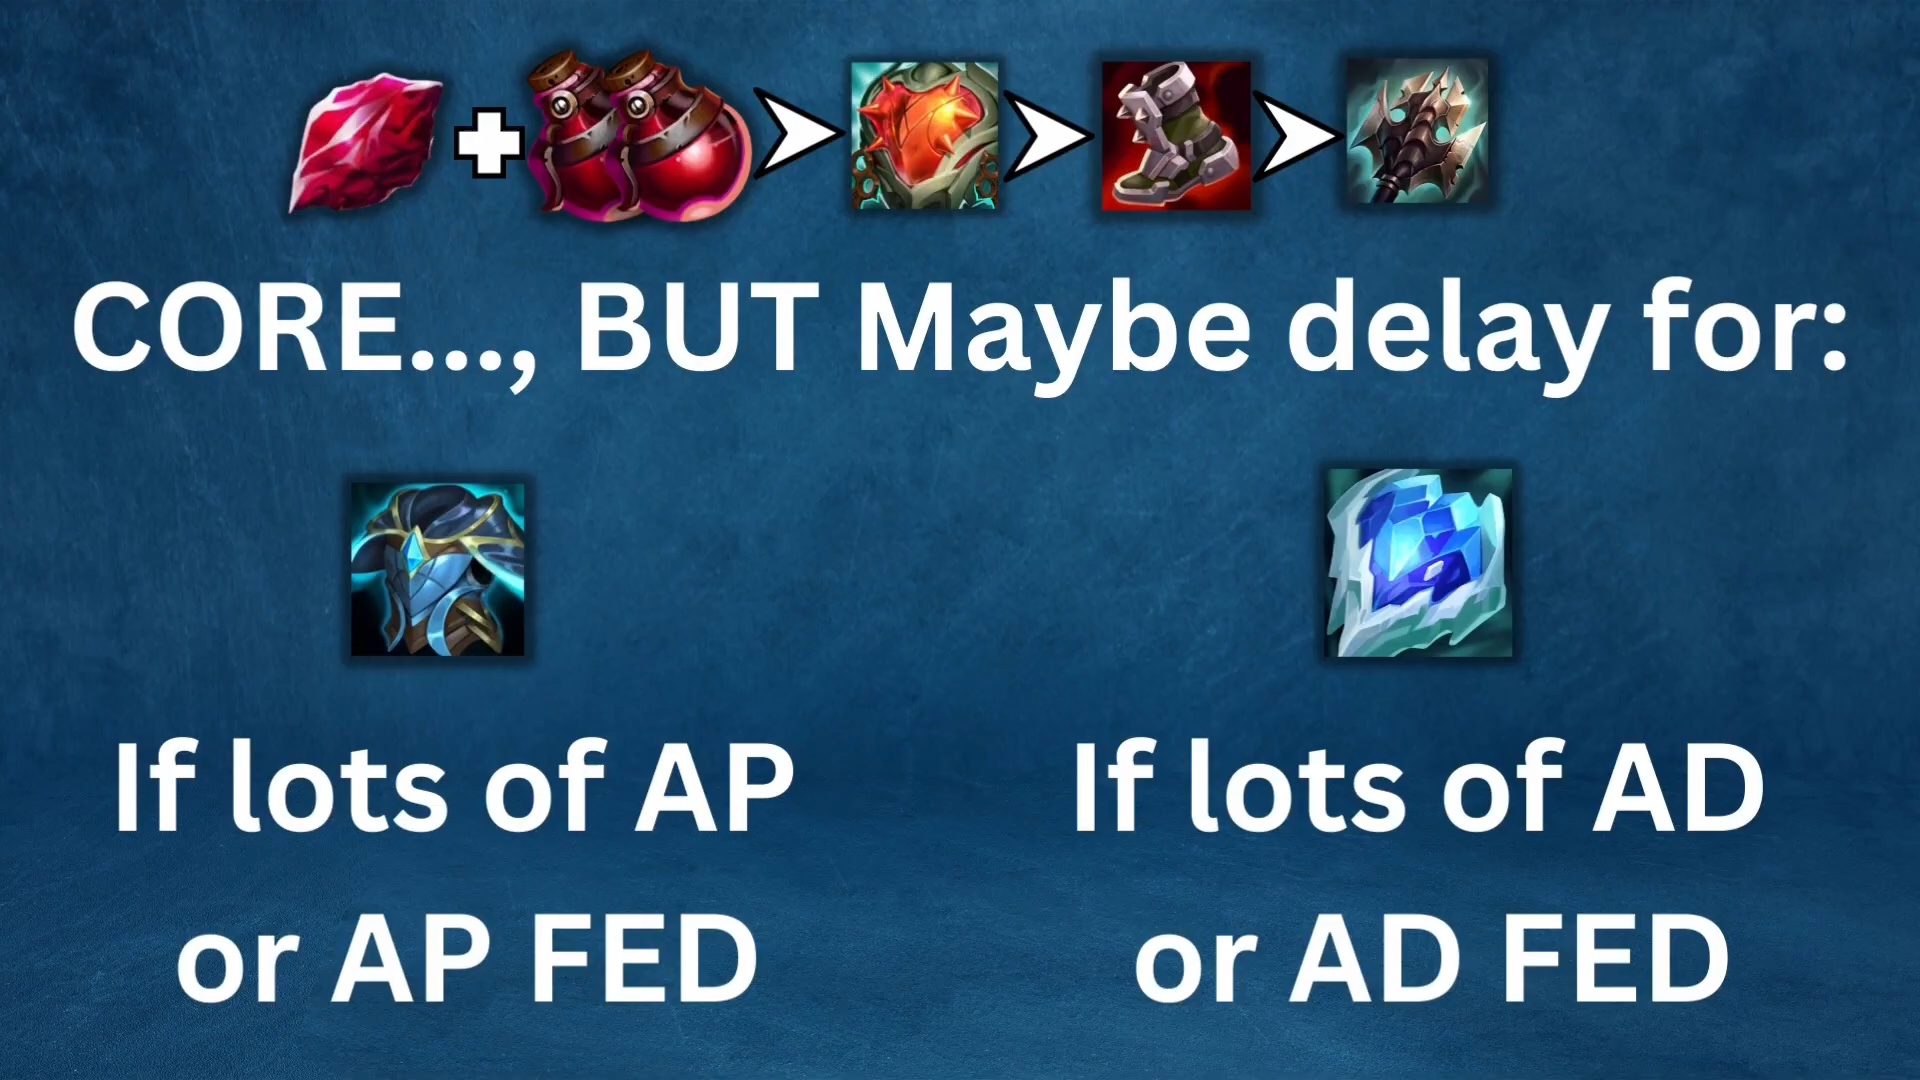 CORE..., BUT Maybe delay for:
If lots of AP
or AP FED
If lots of AD
or AD FED